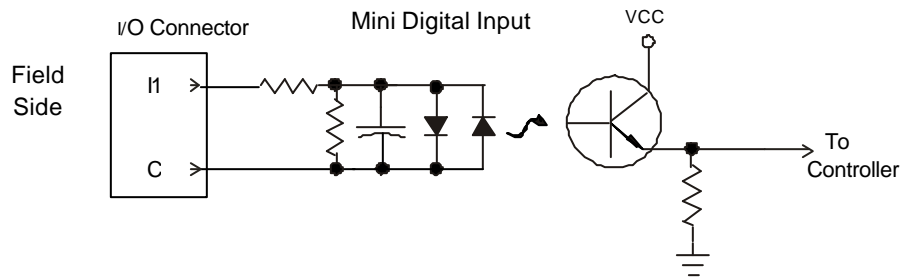 I/O Connector
Mini Digital Input
VCC
Field
Side
I1
C
To
Controller